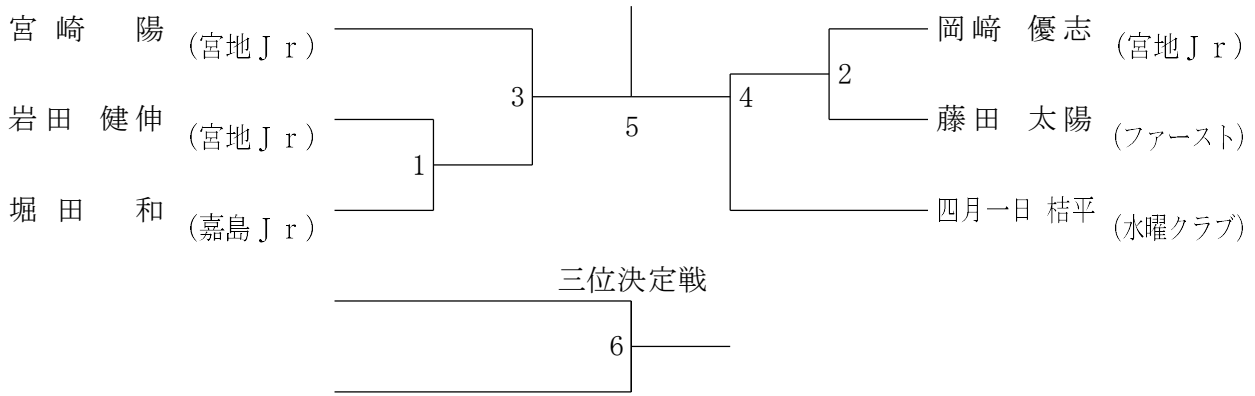 宮崎 陽 (宮地Ｊｒ)
岡﨑 優志 (宮地Ｊｒ)
2
3
4
岩田 健伸 (宮地Ｊｒ)
藤田 太陽 (ファースト)
5
1
堀田 和 (嘉島Ｊｒ)
四月一日 桔平 (水曜クラブ)
三位決定戦
6